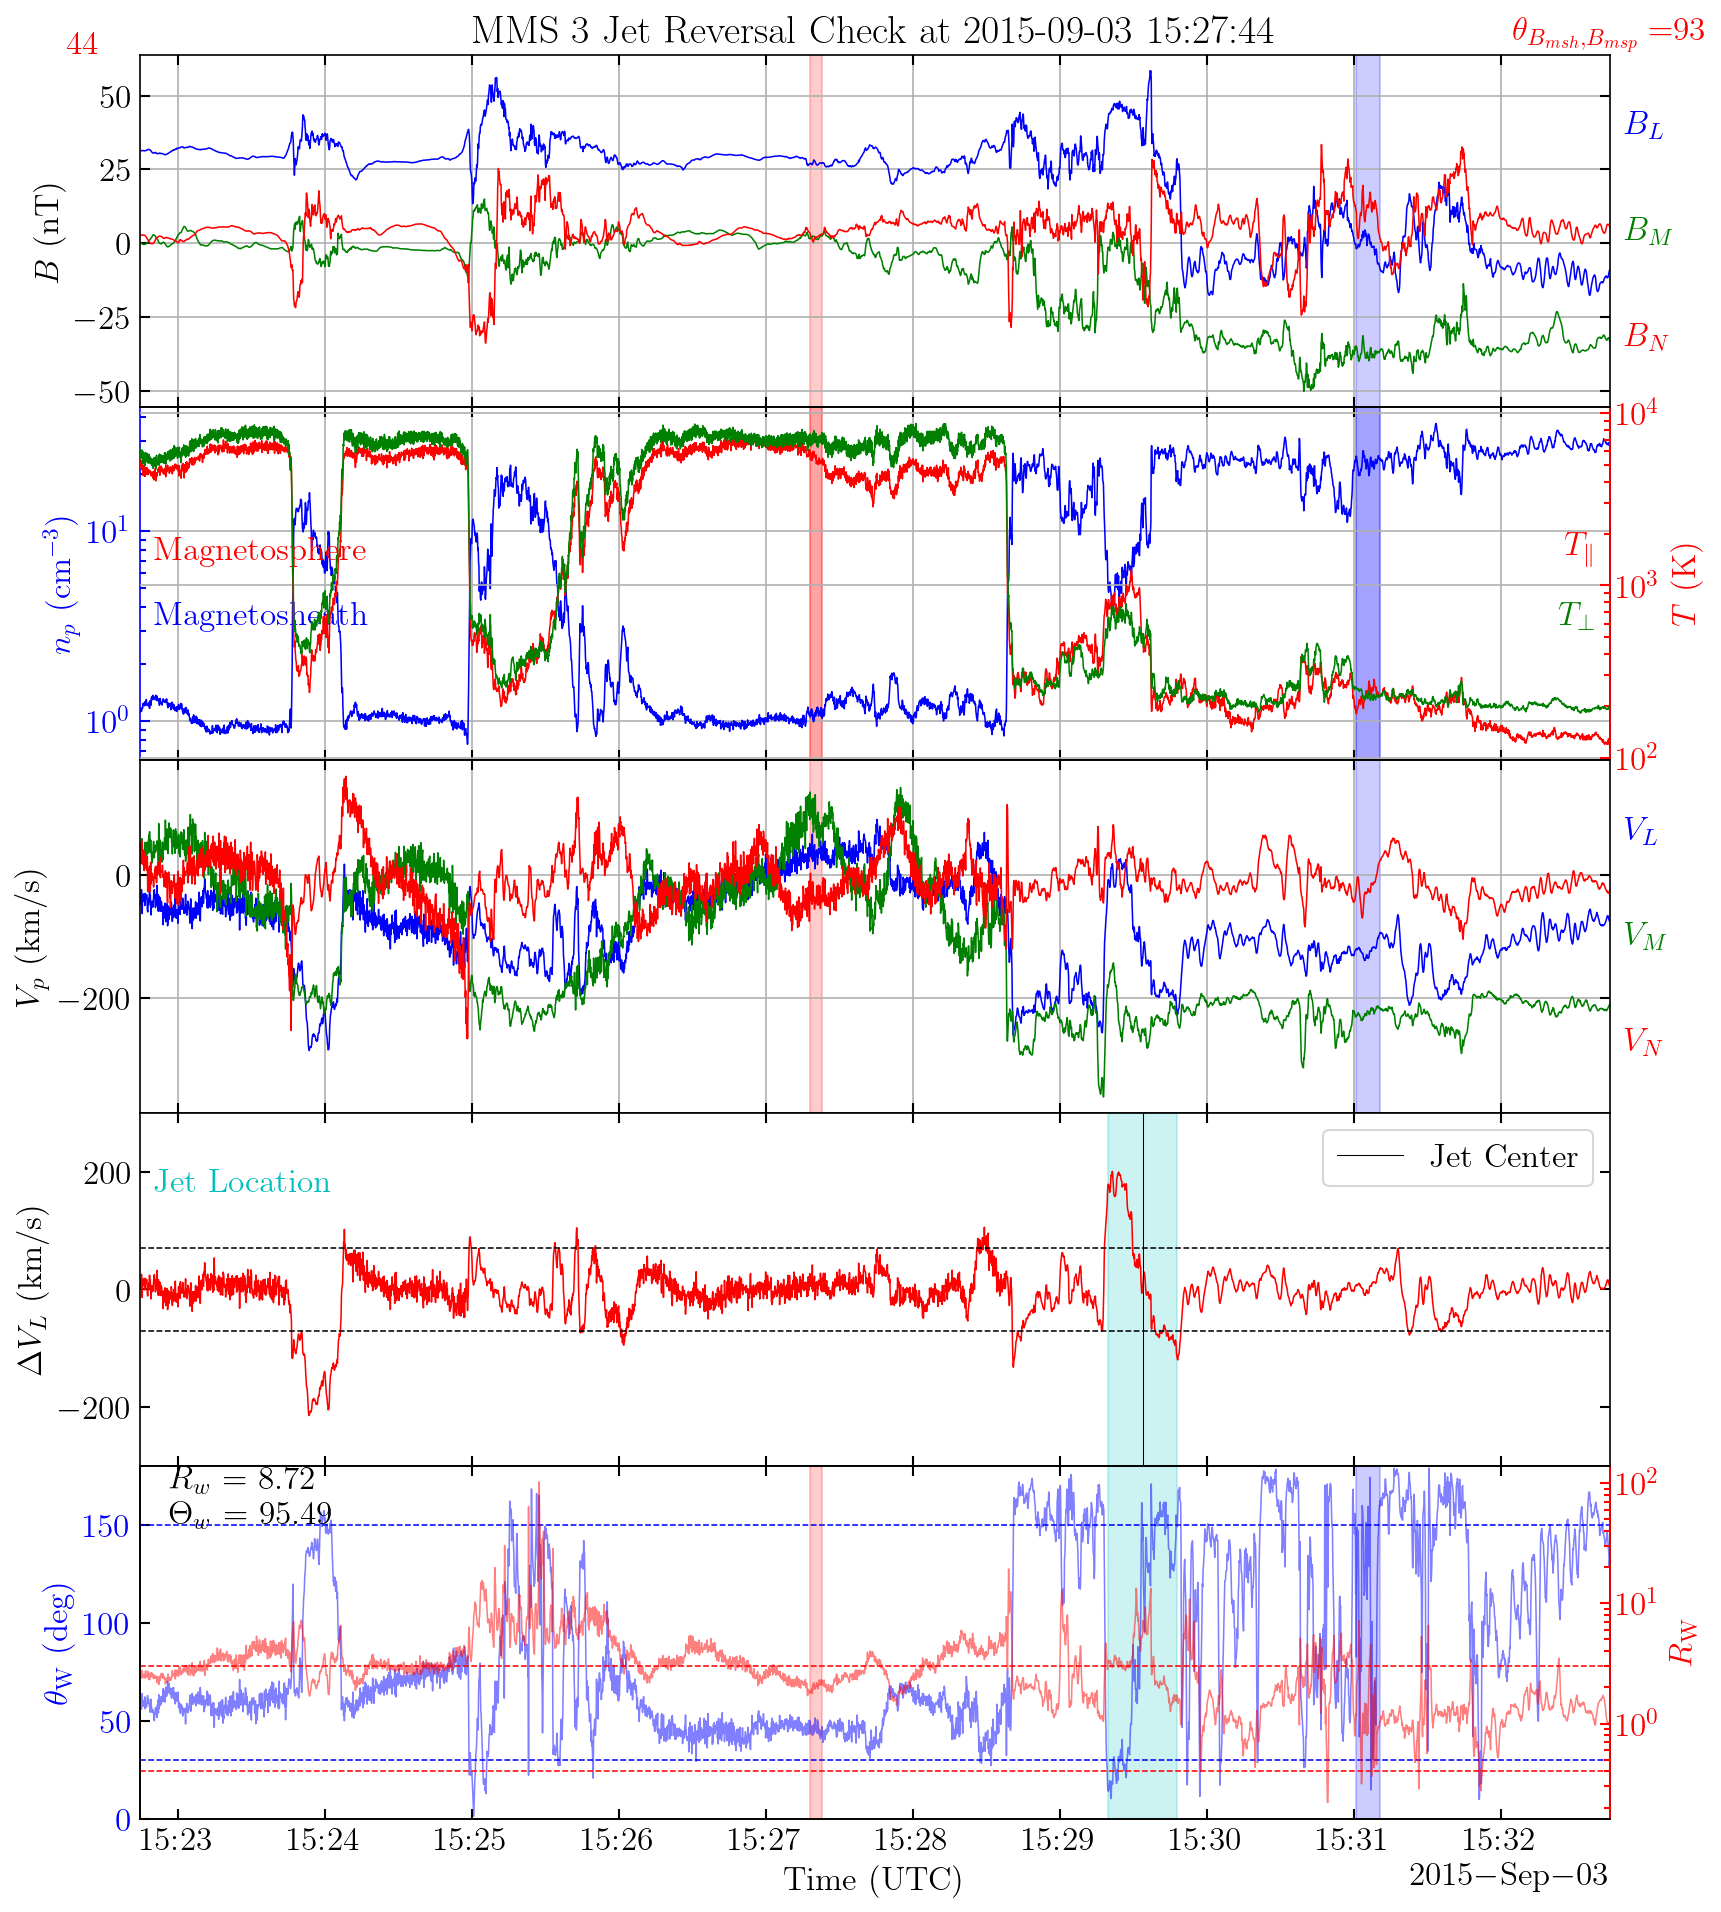 MMS 3 Jet Reversal Check at 2015-09-03 15:27:44
44
θ_{B_{msh},B_{msp}} =93
50
25
0
−25
−50
B (nT)
B_L
B_M
B_N
10^1
10^0
n_p (cm^{−3})
Magnetosphere
Magnetosheath
T_∥
T_⊥
10^4
10^3
10^2
T (K)
0
−200
V_p (km/s)
V_L
V_M
V_N
200
0
−200
ΔV_L (km/s)
Jet Location
Jet Center
R_w = 8.72
Θ_w = 95.49
150
100
50
0
θ_W (deg)
10^2
10^1
10^0
R_W
15:23 15:24 15:25 15:26 15:27 15:28 15:29 15:30 15:31 15:32
Time (UTC)
2015−Sep−03